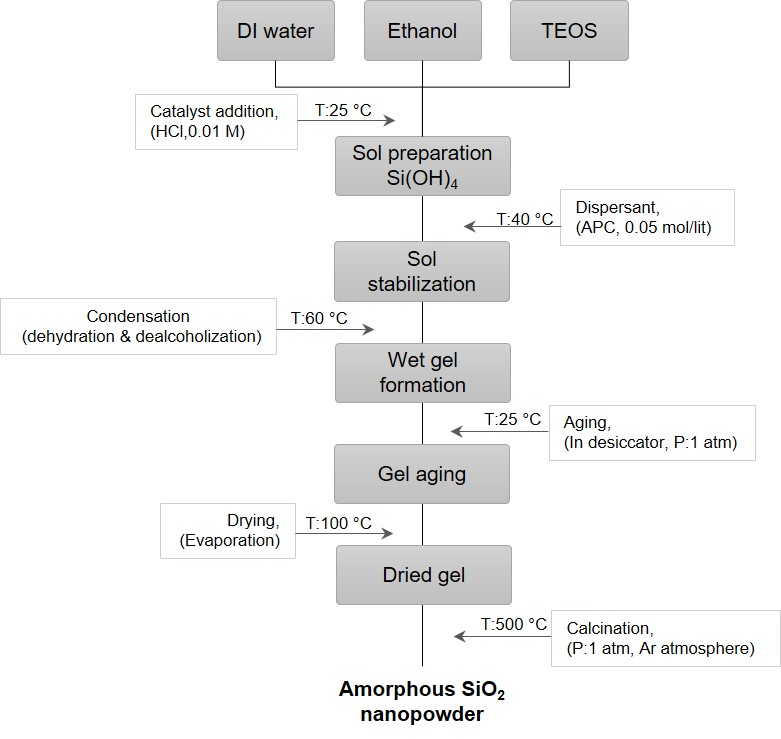 DI water
Ethanol
TEOS
Catalyst addition,
(HCl,0.01 M)
T:25 °C
Sol preparation
Si(OH)₄
T:40 °C
Dispersant,
(APC, 0.05 mol/lit)
Sol
stabilization
Condensation
(dehydration & dealcoholization)
T:60 °C
Wet gel
formation
T:25 °C
Aging,
(In desiccator, P:1 atm)
Gel aging
Drying,
(Evaporation)
T:100 °C
Dried gel
T:500 °C
Calcination,
(P:1 atm, Ar atmosphere)
Amorphous SiO₂
nanopowder